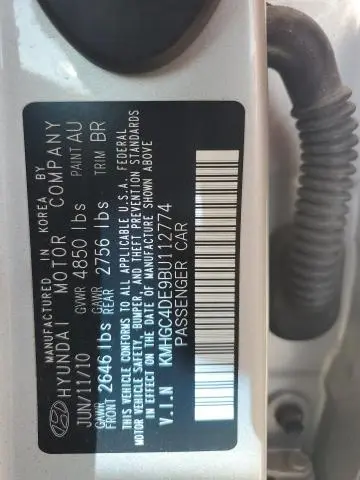 MANUFACTURED IN KOREA BY
HYUNDAI MOTOR COMPANY
JUN/11/10 GVWR 4850 lbs PAINT AU
GAWR FRONT 2646 lbs GAWR REAR 2756 lbs TRIM BR
THIS VEHICLE CONFORMS TO ALL APPLICABLE U.S.A. FEDERAL
MOTOR VEHICLE SAFETY, BUMPER, AND THEFT PREVENTION STANDARDS
IN EFFECT ON THE DATE OF MANUFACTURE SHOWN ABOVE
V.I.N KMHGC4DE9BU112774
PASSENGER CAR